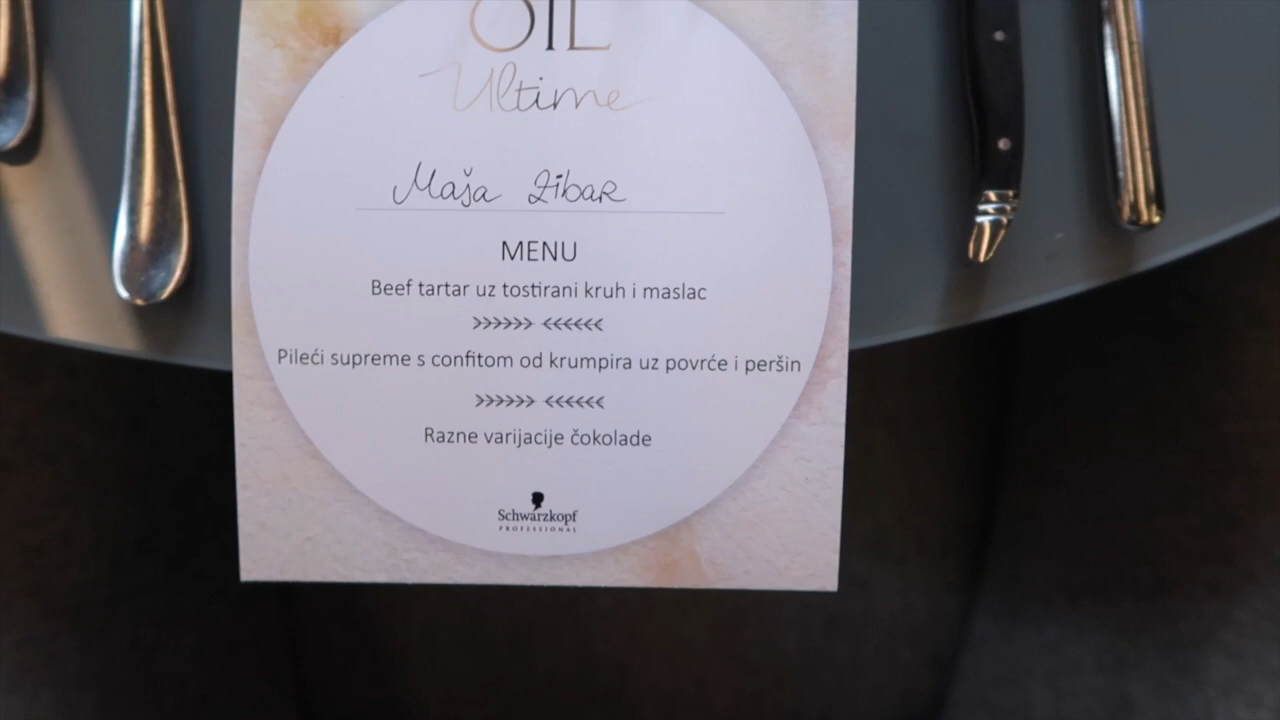 OIL
Ultime
Maša Zibar
MENU
Beef tartar uz tostirani kruh i maslac
>>>>>> <<<<<<
Pileći supreme s confitom od krumpira uz povrće i peršin
>>>>>> <<<<<<
Razne varijacije čokolade
Schwarzkopf
PROFESSIONAL